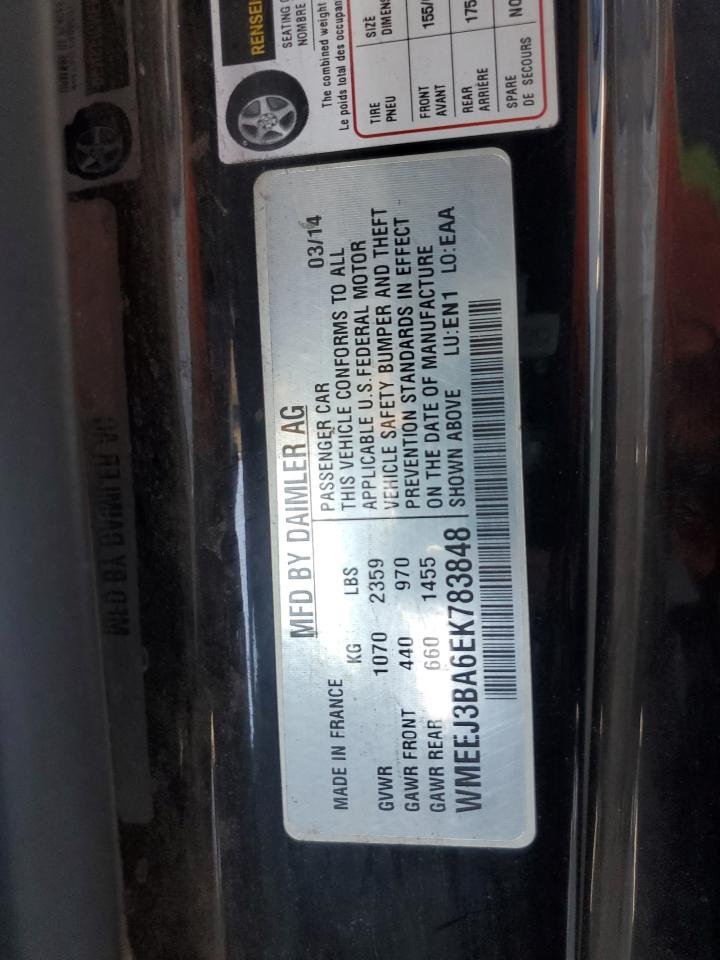 MFD BY DAIMLER AG
MADE IN FRANCE
KG LBS
GVWR 1070 2359
GAWR FRONT 440 970
GAWR REAR 660 1455
PASSENGER CAR 03/14
THIS VEHICLE CONFORMS TO ALL
APPLICABLE U.S.FEDERAL MOTOR
VEHICLE SAFETY BUMPER AND THEFT
PREVENTION STANDARDS IN EFFECT
ON THE DATE OF MANUFACTURE
SHOWN ABOVE LU:EN1 LO:EAA
WMEEJ3BA6EK783848
SEATING
NOMBRE
The combined weight
Le poids total des
TIRE SIZE
PNEU
FRONT 155/
AVANT
REAR 175
ARRIÈRE
SPARE
DE SECOURS